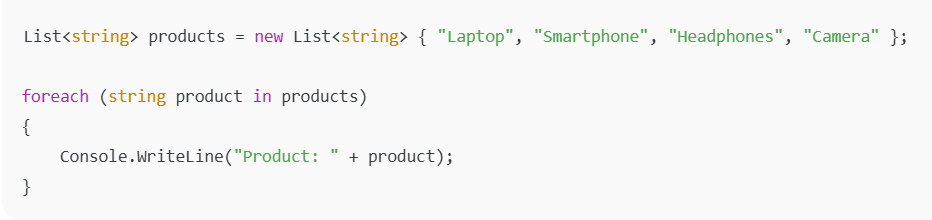 List<string> products = new List<string> { "Laptop", "Smartphone", "Headphones", "Camera" };
foreach (string product in products)
{
    Console.WriteLine("Product: " + product);
}